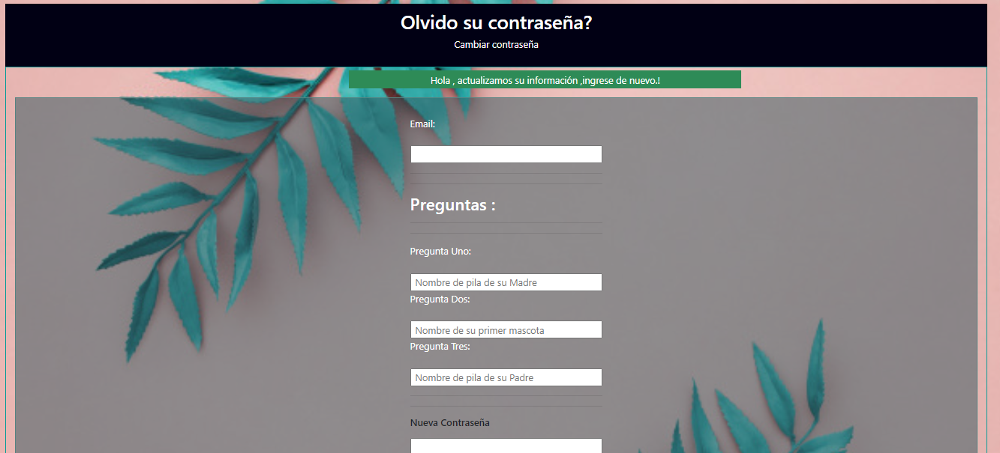 Olvido su contraseña?
Cambiar contraseña
Hola , actualizamos su información ,ingrese de nuevo.!
Email:
Preguntas :
Pregunta Uno:
Nombre de pila de su Madre
Pregunta Dos:
Nombre de su primer mascota
Pregunta Tres:
Nombre de pila de su Padre
Nueva Contraseña